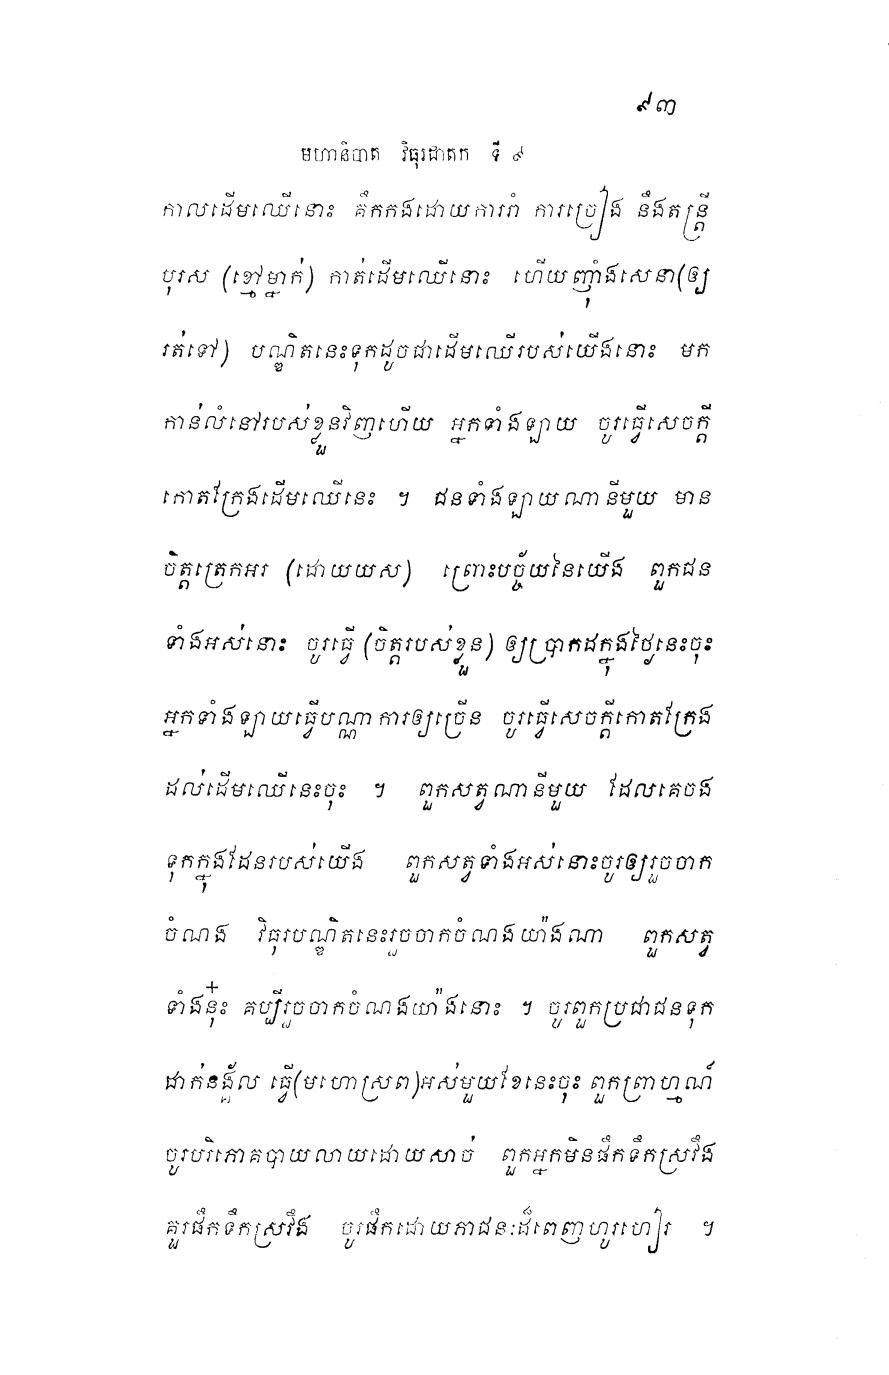 ៩៣
មហានិបាត វិធុរជាតក ទី ៩
កាលដើមឈើនោះ គឹកកងដោយការរាំ ការច្រៀង នឹងតន្ត្រី
បុរស (ខ្មៅម្នាក់) កាត់ដើមឈើនោះ ហើយញ៉ាំងសេនា(ឲ្យ
រត់ទៅ) បណ្ឌិតនេះទុកដូចជាដើមឈើរបស់យើងនោះ មក
កាន់លំនៅរបស់ខ្លួនវិញហើយ អ្នកទាំងឡាយ ចូរធ្វើសេចក្តី
កោតក្រែងដើមឈើនេះ ។ ជនទាំងឡាយណានីមួយ មាន
ចិត្តត្រេកអរ (ដោយយស) ព្រោះបច្ច័យនៃយើង ពួកជន
ទាំងអស់នោះ ចូរធ្វើ (ចិត្តរបស់ខ្លួន) ឲ្យប្រាកដក្នុងថ្ងៃនេះចុះ
អ្នកទាំងឡាយធ្វើបណ្ណាការឲ្យច្រើន ចូរធ្វើសេចក្តីកោតក្រែង
ដល់ដើមឈើនេះចុះ ។ ពួកសត្វណានីមួយ ដែលគេចង
ទុកក្នុងដែនរបស់យើង ពួកសត្វទាំងអស់នោះចូរឲ្យរួចចាក
ចំណង វិធុរបណ្ឌិតនេះរួចចាកចំណងយ៉ាងណា ពួកសត្វ
ទាំងនុ៎ះ គប្បីរួចចាកចំណងយ៉ាងនោះ ។ ចូរពួកប្រជាជនទុក
ដាក់នង្គ័ល ធ្វើ(មហោស្រព)អស់មួយខែនេះចុះ ពួកព្រាហ្មណ៍
ចូរបរិភោគបាយលាយដោយសាច់ ពួកអ្នកមិនផឹកទឹកស្រវឹង
គួរផឹកទឹកស្រវឹង ចូរផឹកដោយភាជនៈដ៏ពេញហូរហៀរ ។